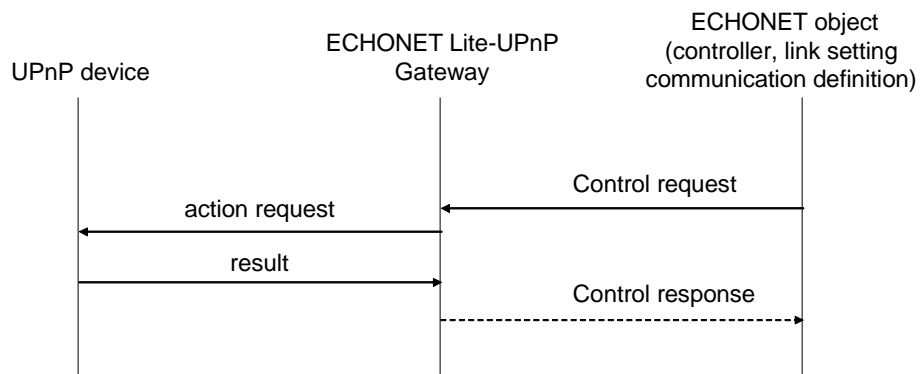 UPnP device
ECHONET Lite-UPnP
Gateway
ECHONET object
(controller, link setting
communication definition)
Control request
action request
result
Control response